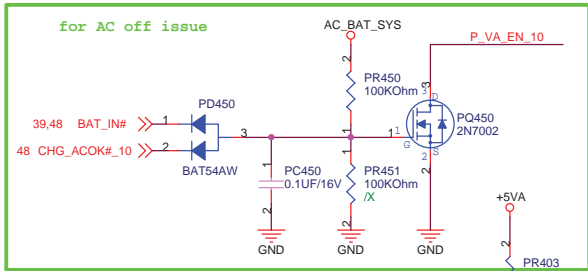 for AC off issue
AC_BAT_SYS
P_VA_EN_10
2
PR450
100KOhm
3
3 D
PD450
39,48 BAT_IN#
1
1
3
1
1
1
G
PQ450
2N7002
48 CHG_ACOK#_10
2
BAT54AW
1
PC450
0.1UF/16V
2
1
PR451
100KOhm
/X
2
2 S
2
+5VA
GND
GND
GND
2
PR403